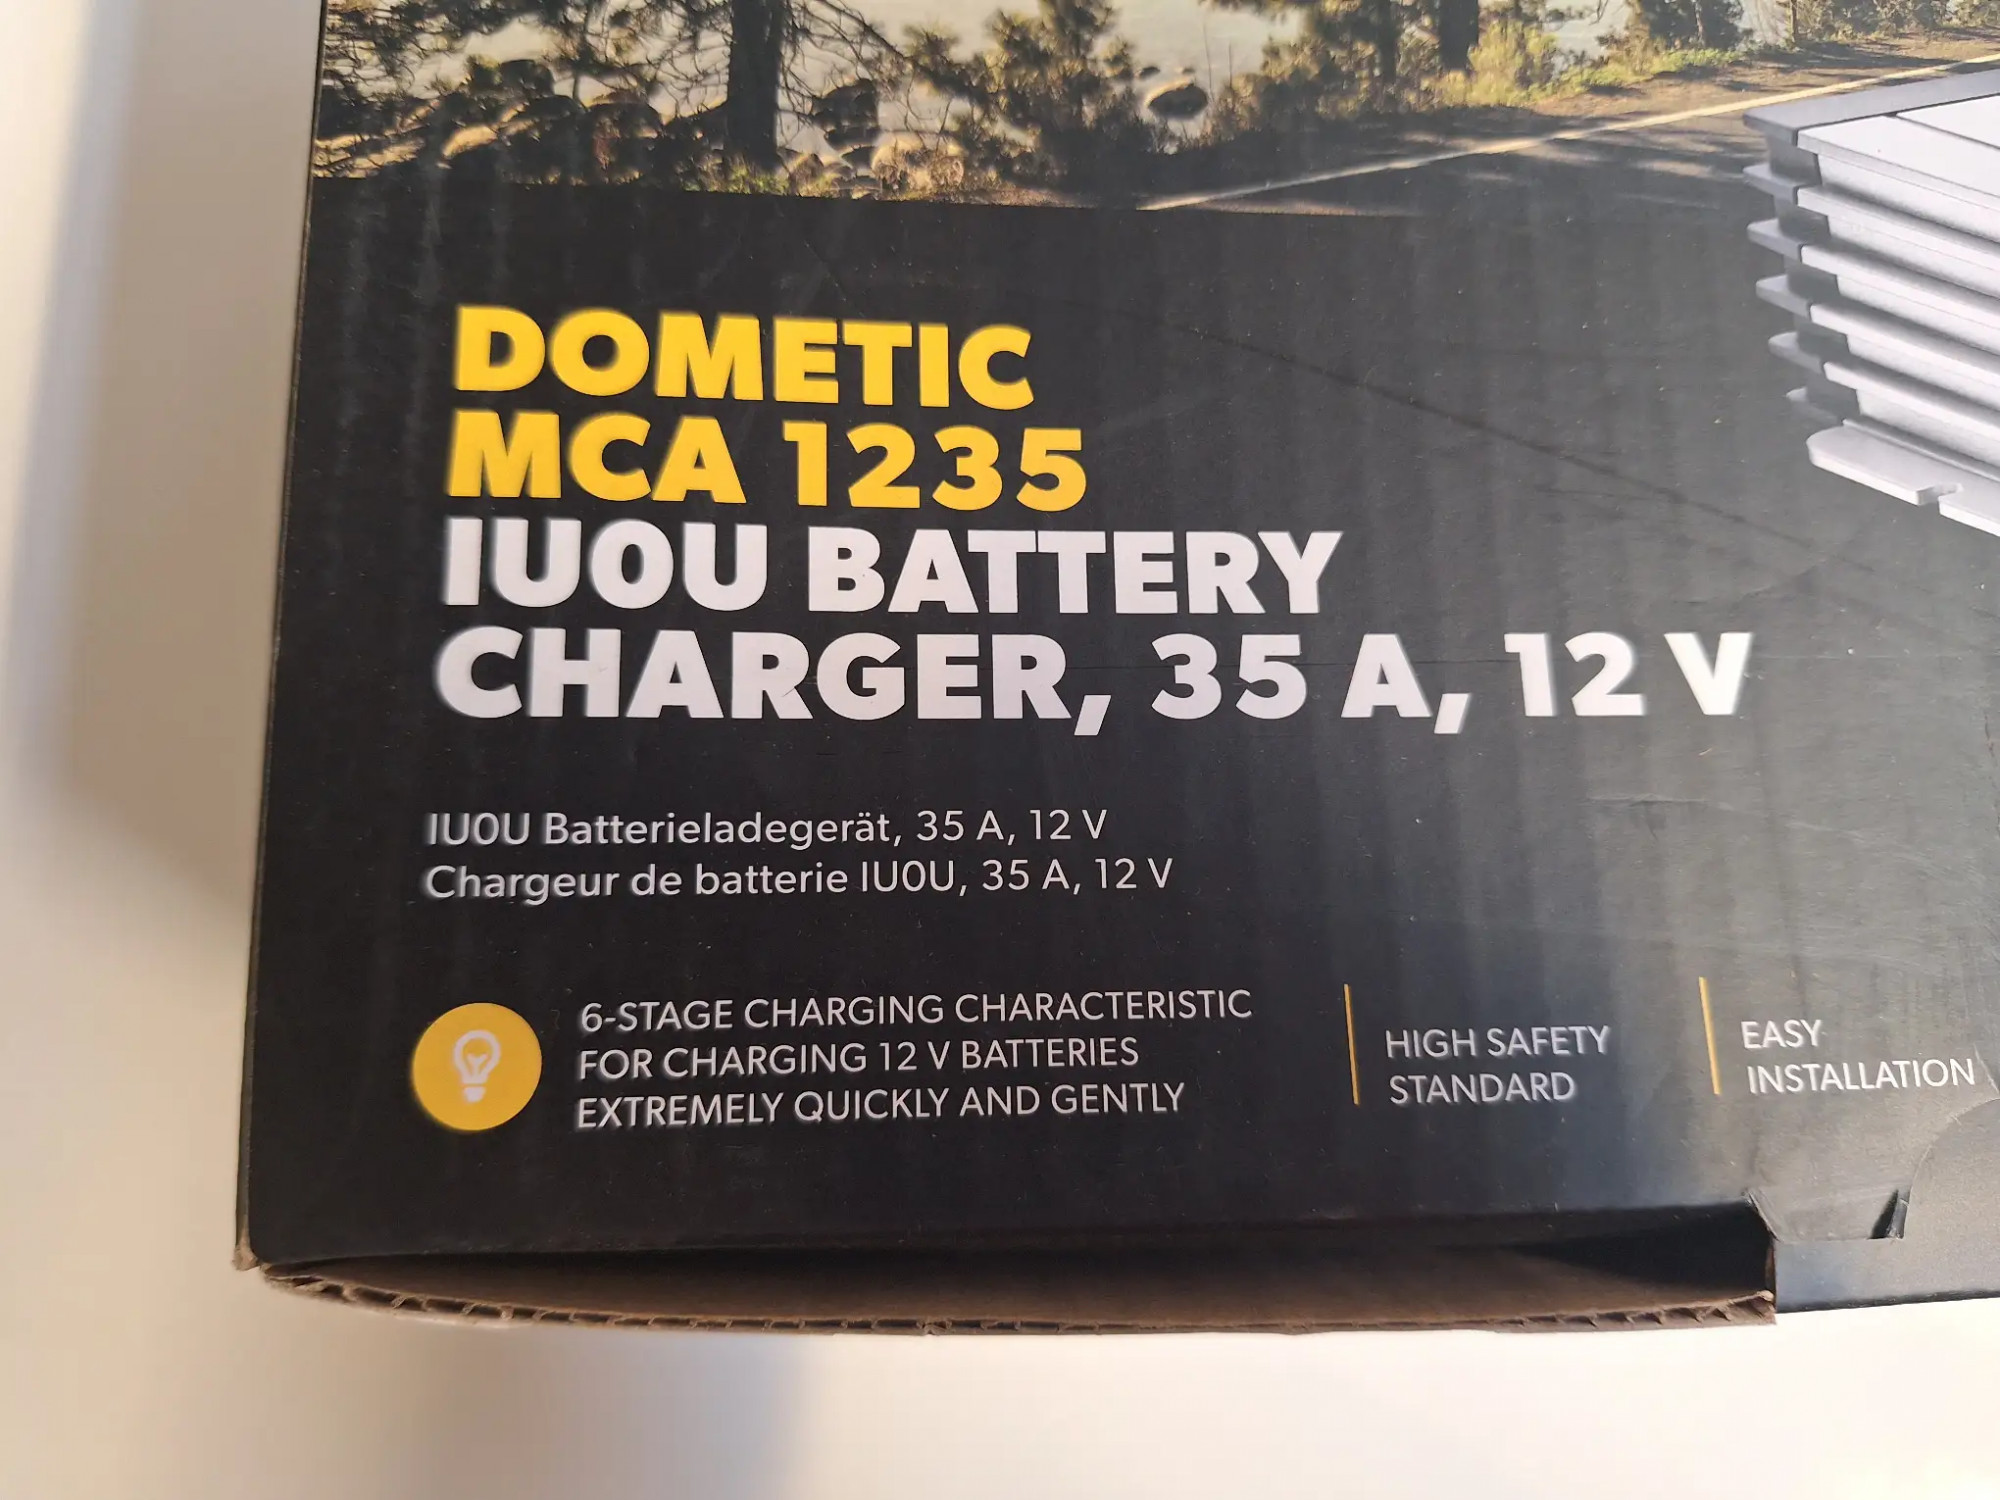 DOMETIC
MCA 1235
IU0U BATTERY
CHARGER, 35 A, 12 V
IU0U Batterieladegerät, 35 A, 12 V
Chargeur de batterie IU0U, 35 A, 12 V
6-STAGE CHARGING CHARACTERISTIC
FOR CHARGING 12 V BATTERIES
EXTREMELY QUICKLY AND GENTLY
HIGH SAFETY
STANDARD
EASY
INSTALLATION